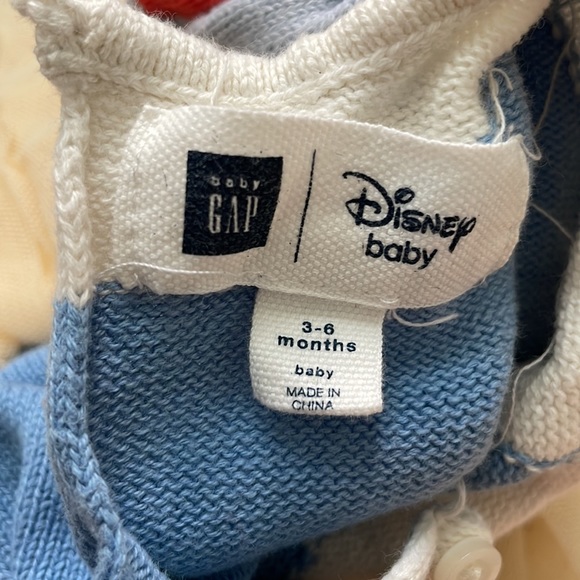 baby
GAP
Disney
baby
3-6
months
baby
MADE IN
CHINA